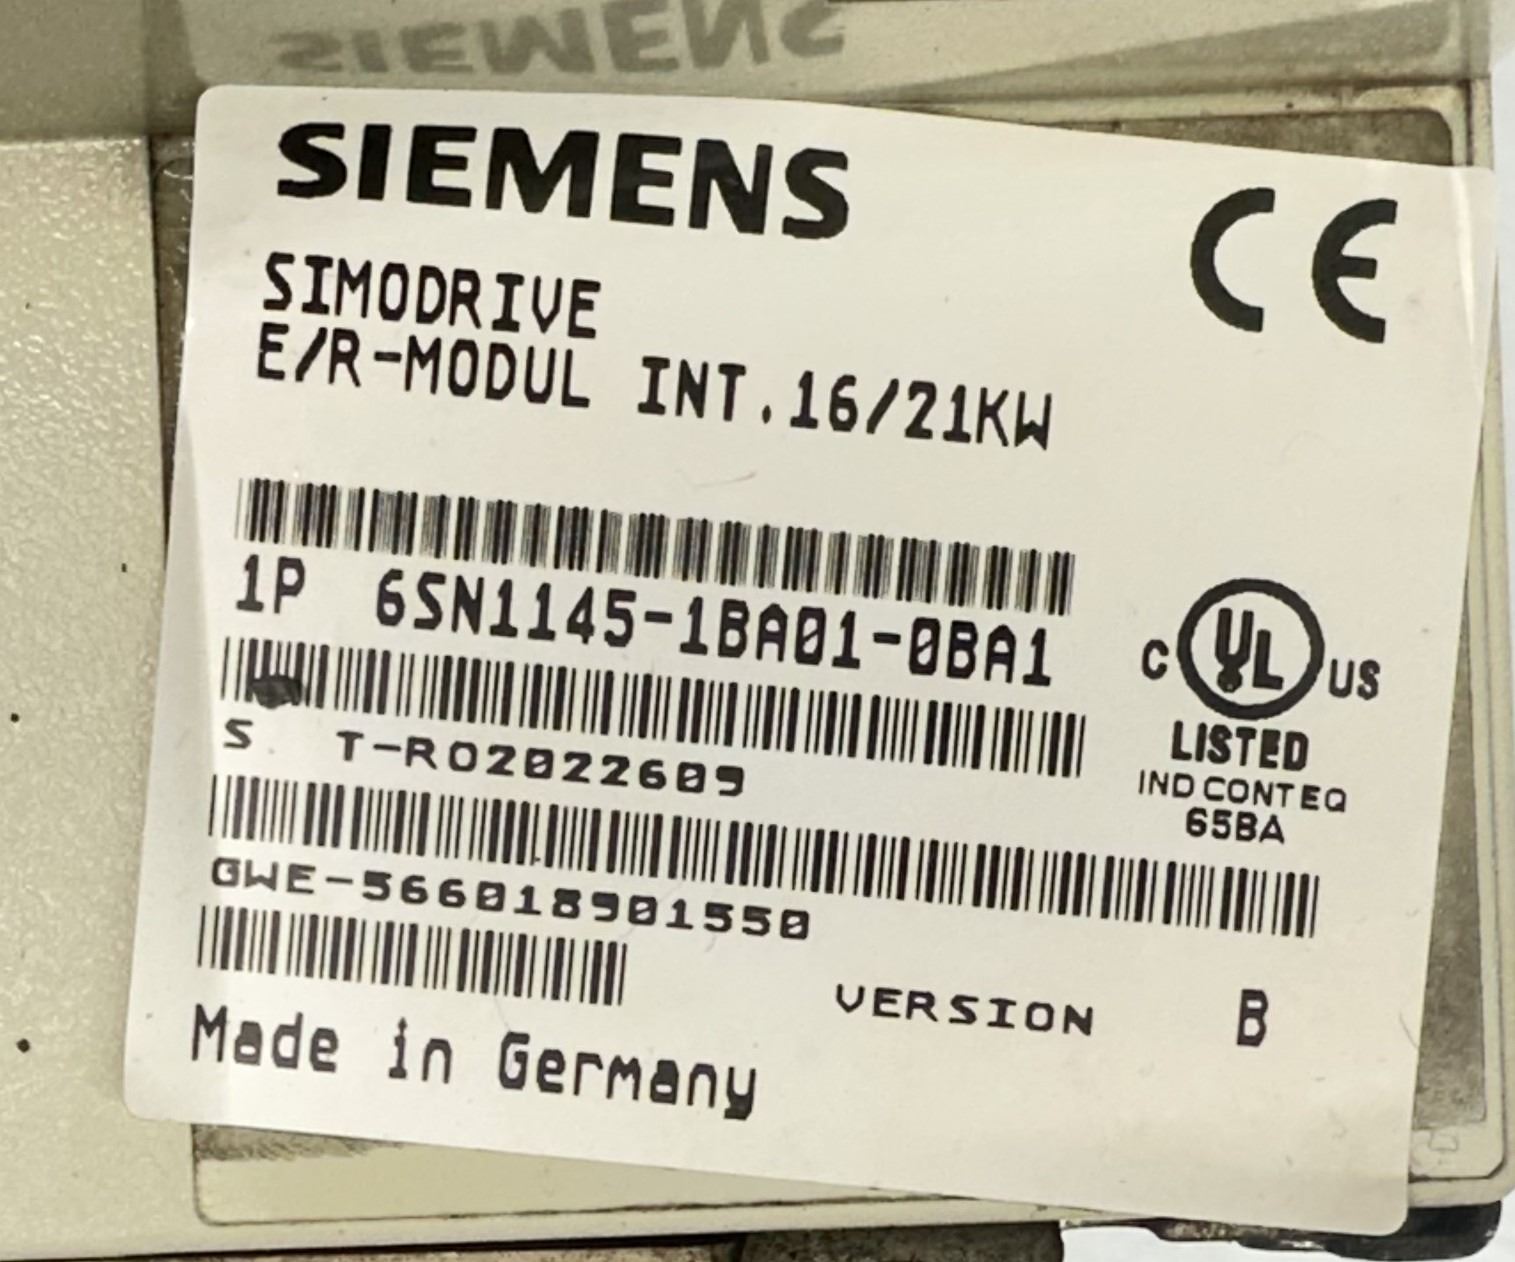 SIEMENS
SIEMENS
CE
SIMODRIVE
E/R-MODUL INT.16/21KW
1P 6SN1145-1BA01-0BA1
C UL US
LISTED
IND CONT EQ
65BA
S T-R02022609
GWE-566018901550
VERSION B
Made in Germany